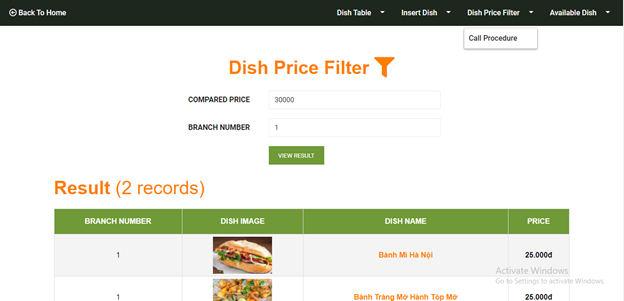 Back To Home
Dish Table
Insert Dish
Dish Price Filter
Available Dish
Call Procedure
Dish Price Filter
COMPARED PRICE
30000
BRANCH NUMBER
1
VIEW RESULT
Result (2 records)
BRANCH NUMBER
DISH IMAGE
DISH NAME
PRICE
1
Bánh Mì Hà Nội
25.000đ
1
Bánh Tráng Mỡ Hành Tóp Mỡ
25.000đ
Activate Windows
Go to Settings to activate Windows.